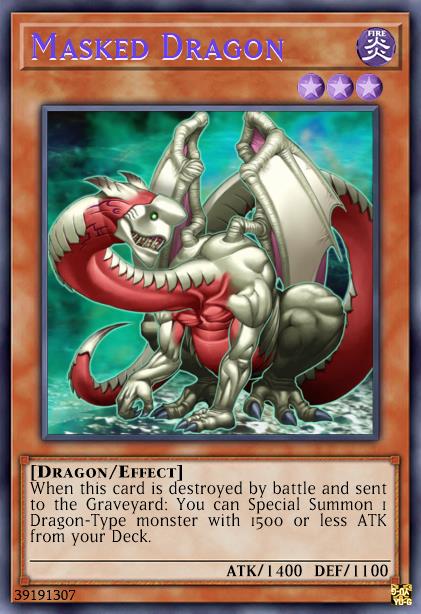 Masked Dragon
FIRE
炎
[Dragon/Effect]
When this card is destroyed by battle and sent
to the Graveyard: You can Special Summon 1
Dragon-Type monster with 1500 or less ATK
from your Deck.
ATK/1400 DEF/1100
39191307